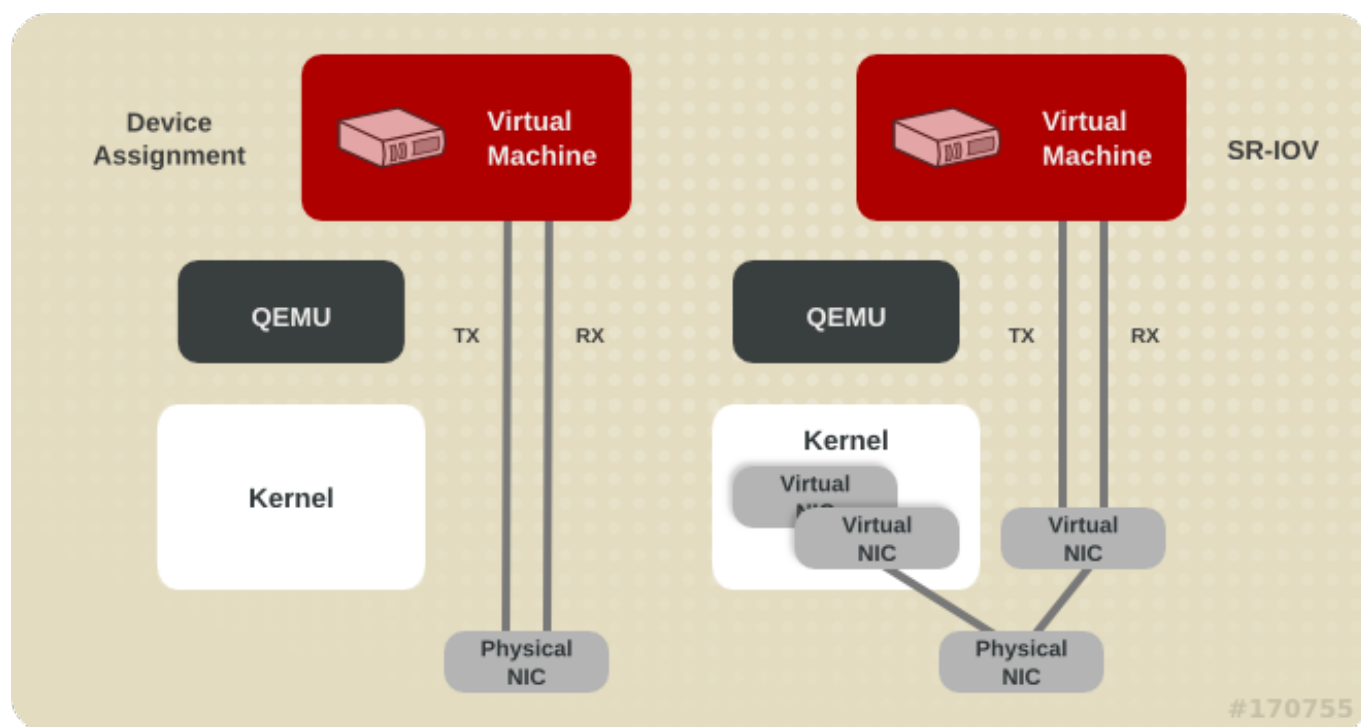 Device
Assignment
Virtual
Machine
QEMU
TX
RX
Kernel
Physical
NIC
Virtual
Machine
SR-IOV
QEMU
TX
RX
Kernel
Virtual
NIC
Virtual
NIC
Virtual
NIC
Physical
NIC
#170755